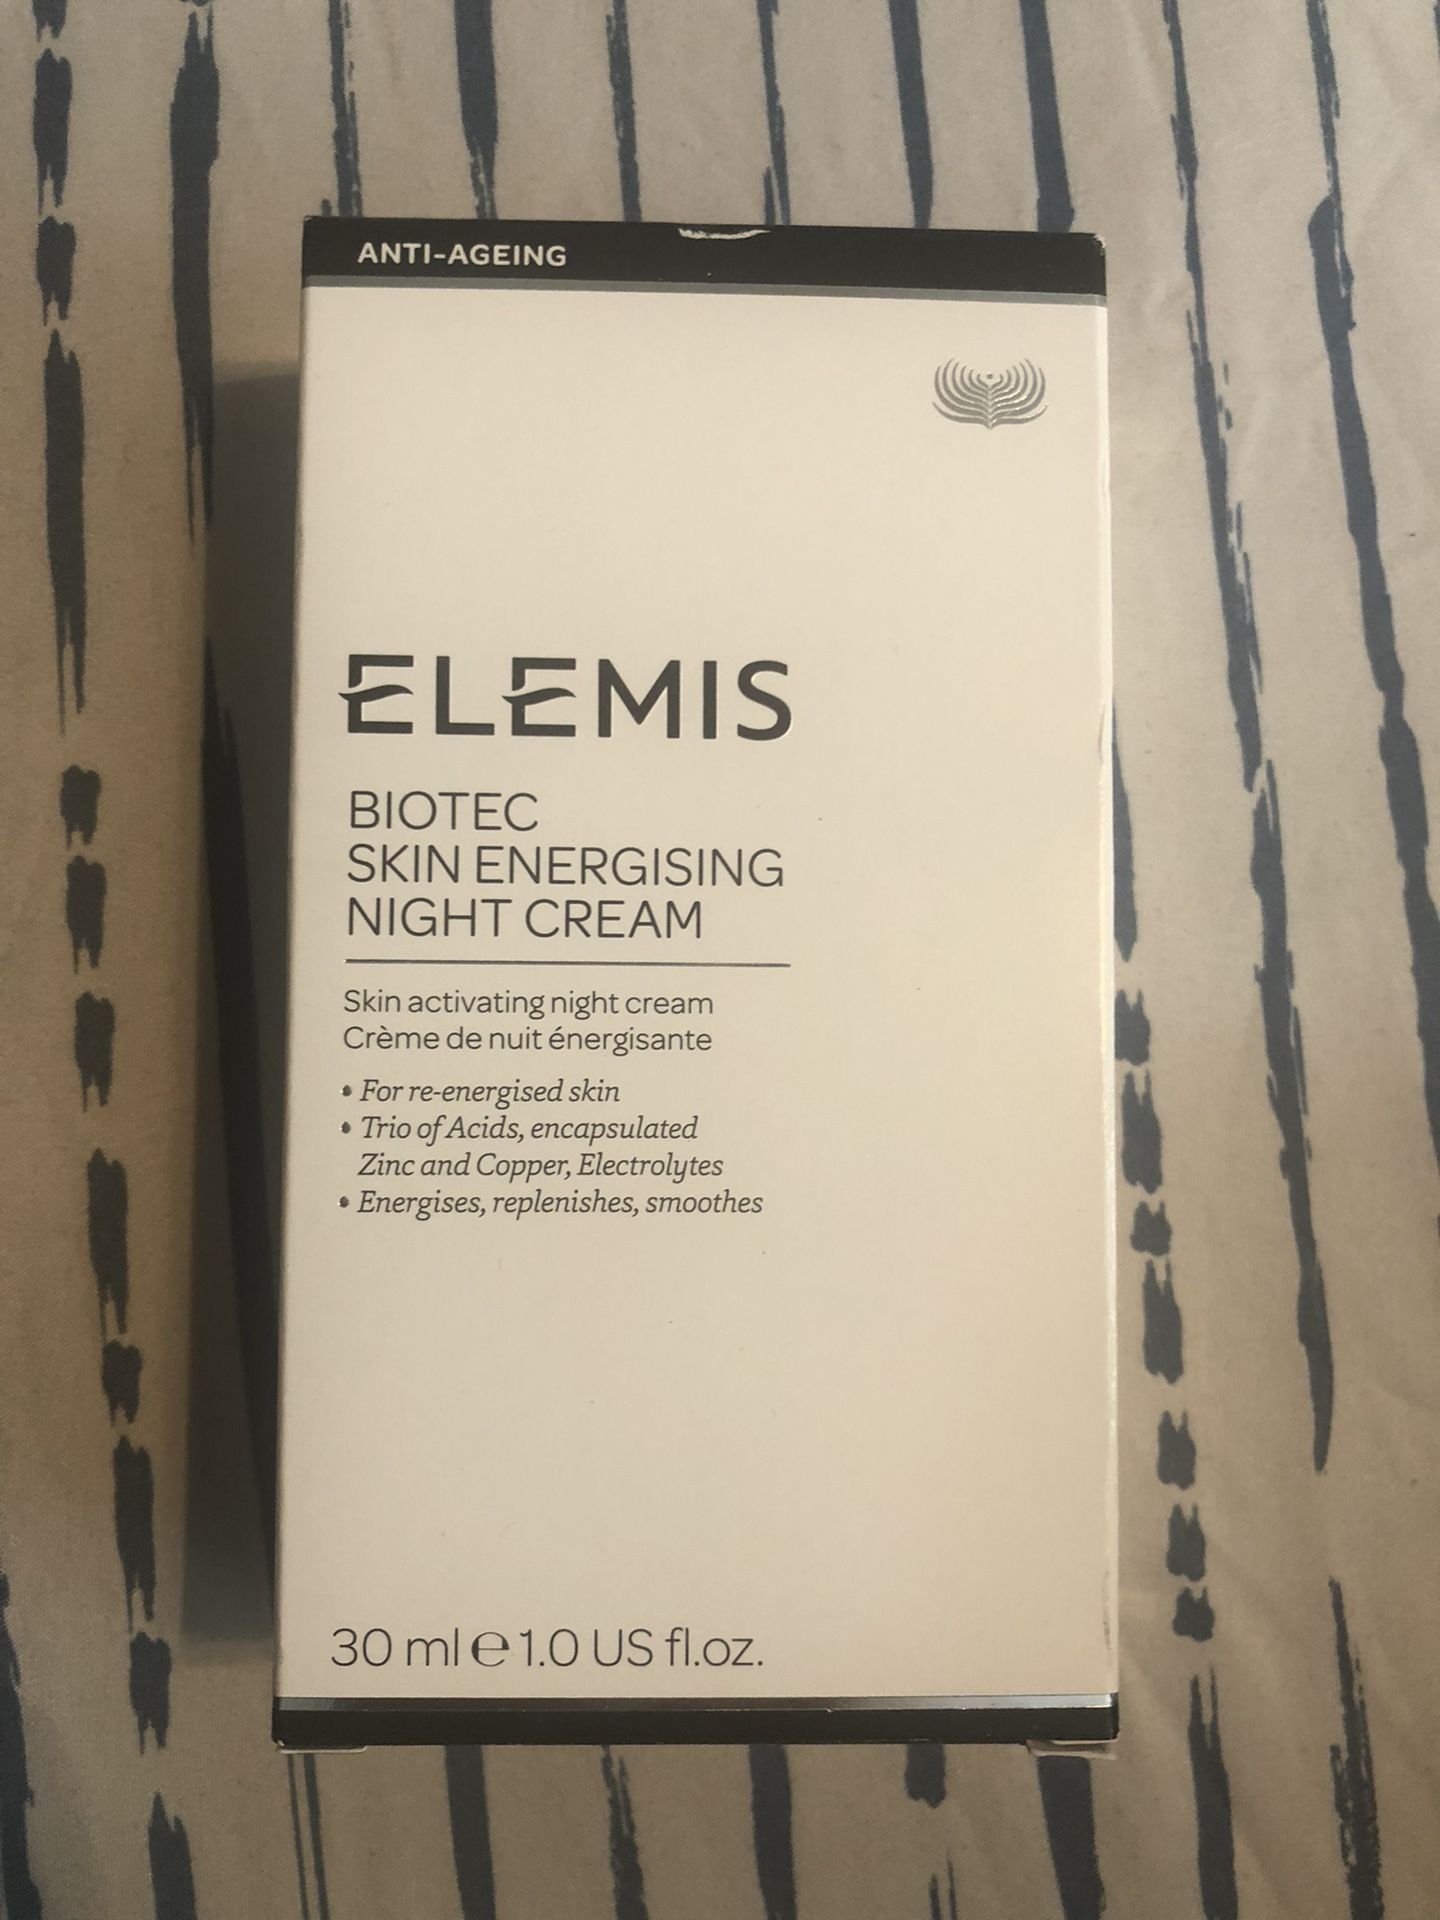 ANTI-AGEING
ELEMIS
BIOTEC
SKIN ENERGISING
NIGHT CREAM
Skin activating night cream
Crème de nuit énergisante
• For re-energised skin
• Trio of Acids, encapsulated
Zinc and Copper, Electrolytes
• Energises, replenishes, smoothes
30 ml e 1.0 US fl.oz.